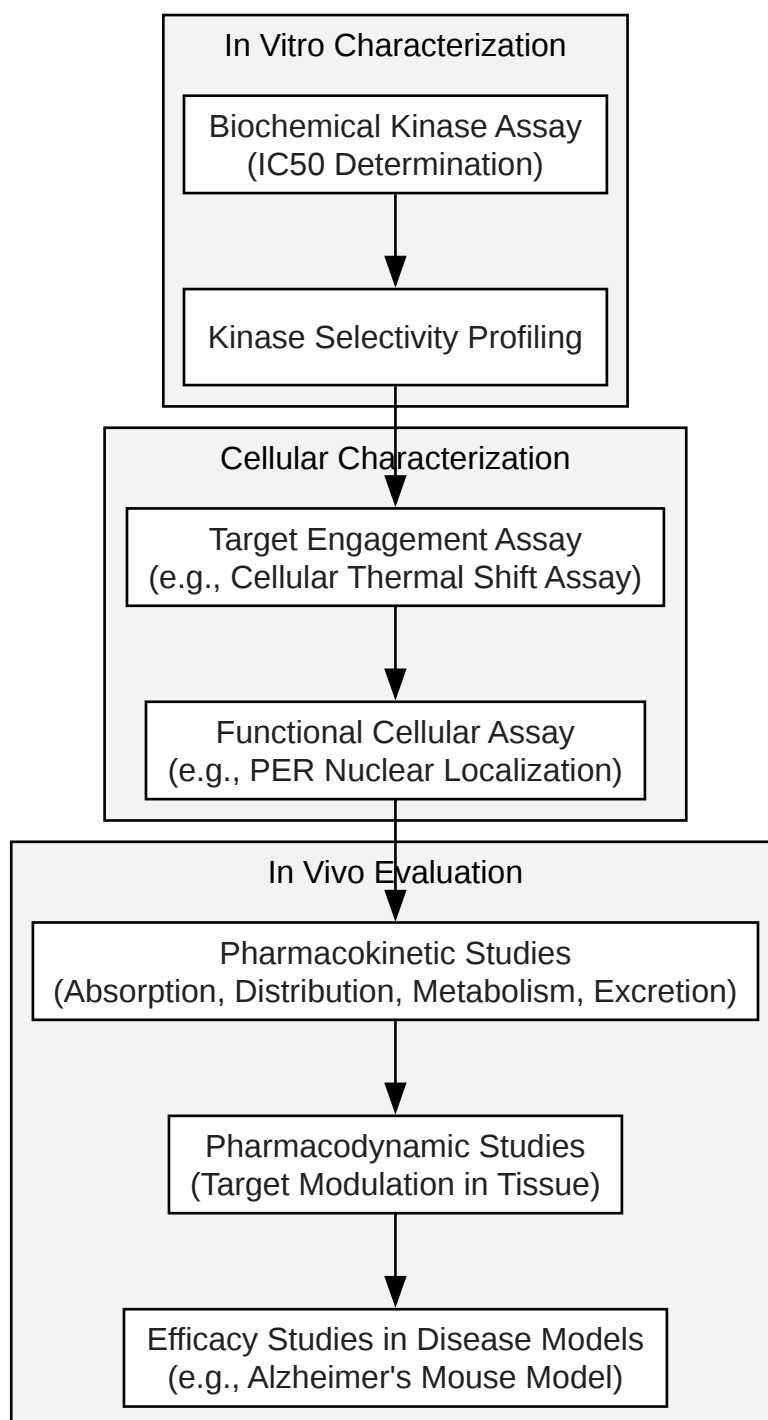 In Vitro Characterization
Biochemical Kinase Assay
(IC50 Determination)
Kinase Selectivity Profiling
Cellular Characterization
Target Engagement Assay
(e.g., Cellular Thermal Shift Assay)
Functional Cellular Assay
(e.g., PER Nuclear Localization)
In Vivo Evaluation
Pharmacokinetic Studies
(Absorption, Distribution, Metabolism, Excretion)
Pharmacodynamic Studies
(Target Modulation in Tissue)
Efficacy Studies in Disease Models
(e.g., Alzheimer's Mouse Model)